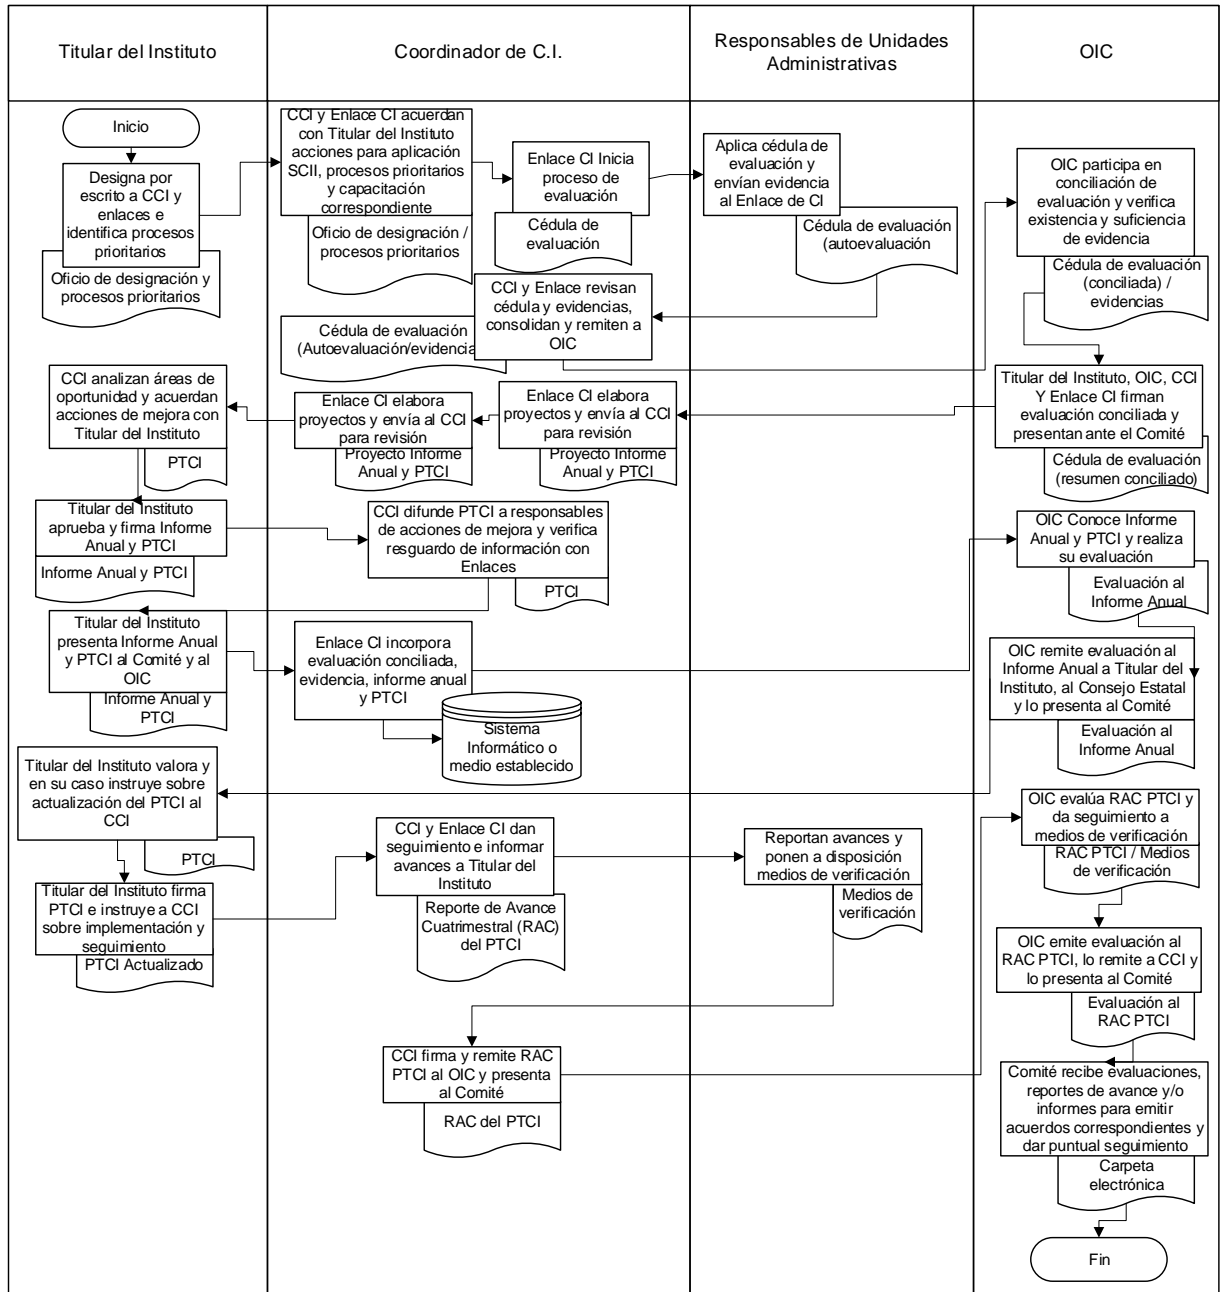 Titular del Instituto
Coordinador de C.I.
Responsables de Unidades
Administrativas
OIC
Inicio
Designa por
escrito a CCI y
enlaces e
identifica procesos
prioritarios
Oficio de designación y
procesos prioritarios
CCI y Enlace CI acuerdan
con Titular del Instituto
acciones para aplicación
SCII, procesos prioritarios
y capacitación
correspondiente
Oficio de designación /
procesos prioritarios
Enlace CI Inicia
proceso de
evaluación
Cédula de
evaluación
Aplica cédula de
evaluación y
envían evidencia
al Enlace de CI
Cédula de evaluación
(autoevaluación
OIC participa en
conciliación de
evaluación y verifica
existencia y suficiencia
de evidencia
Cédula de evaluación
(conciliada) /
evidencias
CCI y Enlace revisan
cédula y evidencias,
consolidan y remiten a
OIC
Cédula de evaluación
(Autoevaluación/evidencia
Titular del Instituto, OIC, CCI
Y Enlace CI firman
evaluación conciliada y
presentan ante el Comité
Cédula de evaluación
(resumen conciliado)
Enlace CI elabora
proyectos y envía al CCI
para revisión
Proyecto Informe
Anual y PTCI
Enlace CI elabora
proyectos y envía al CCI
para revisión
Proyecto Informe
Anual y PTCI
CCI analizan áreas de
oportunidad y acuerdan
acciones de mejora con
Titular del Instituto
PTCI
Titular del Instituto
aprueba y firma Informe
Anual y PTCI
Informe Anual y PTCI
CCI difunde PTCI a responsables
de acciones de mejora y verifica
resguardo de información con
Enlaces
PTCI
OIC Conoce Informe
Anual y PTCI y realiza
su evaluación
Evaluación al
Informe Anual
Titular del Instituto
presenta Informe Anual
y PTCI al Comité y al
OIC
Informe Anual y
PTCI
Enlace CI incorpora
evaluación conciliada,
evidencia, informe anual
y PTCI
Sistema
Informático o
medio establecido
OIC remite evaluación al
Informe Anual a Titular del
Instituto, al Consejo Estatal
y lo presenta al Comité
Evaluación al
Informe Anual
Titular del Instituto valora y
en su caso instruye sobre
actualización del PTCI al
CCI
PTCI
Titular del Instituto firma
PTCI e instruye a CCI
sobre implementación y
seguimiento
PTCI Actualizado
CCI y Enlace CI dan
seguimiento e informar
avances a Titular del
Instituto
Reporte de Avance
Cuatrimestral (RAC)
del PTCI
Reportan avances y
ponen a disposición
medios de verificación
Medios de
verificación
CCI firma y remite RAC
PTCI al OIC y presenta
al Comité
RAC del PTCI
OIC evalúa RAC PTCI y
da seguimiento a
medios de verificación
RAC PTCI / Medios
de verificación
OIC emite evaluación al
RAC PTCI, lo remite a CCI y
lo presenta al Comité
Evaluación al
RAC PTCI
Comité recibe evaluaciones,
reportes de avance y/o
informes para emitir
acuerdos correspondientes y
dar puntual seguimiento
Carpeta
electrónica
Fin